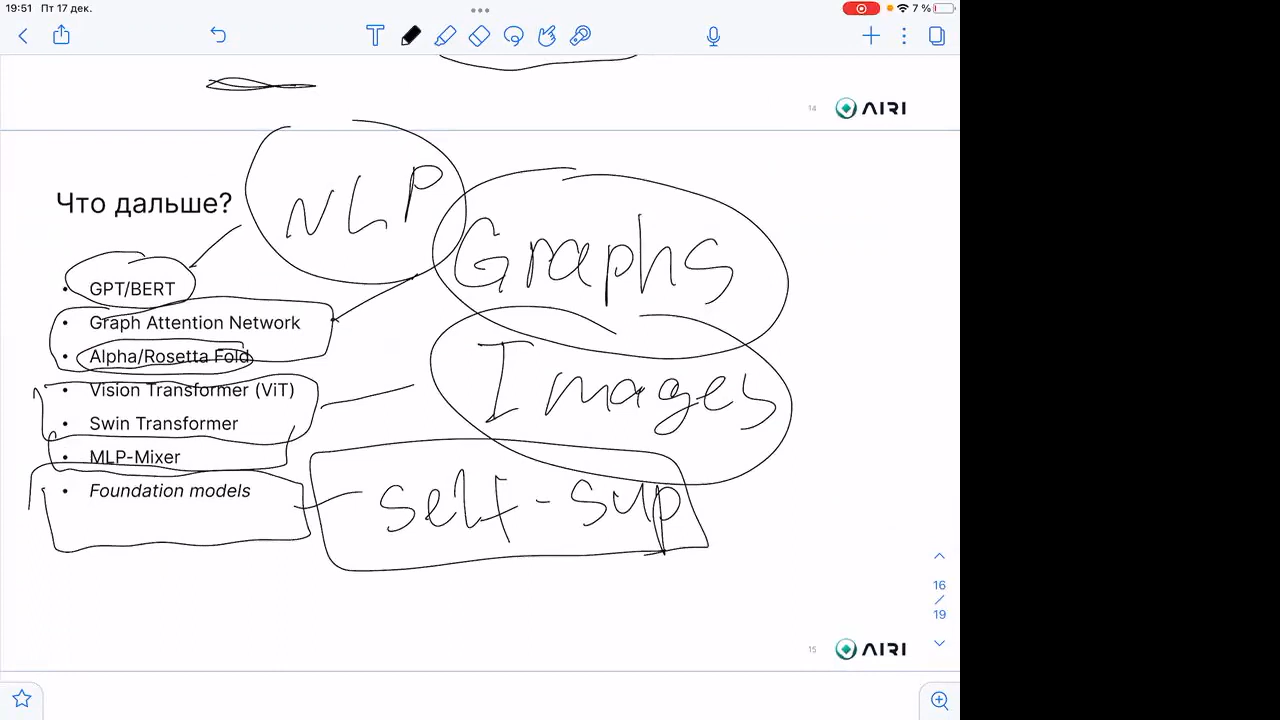 19:51 Пт 17 дек.
7 %
14
AIRI
NLP
Что дальше?
Graphs
• GPT/BERT
• Graph Attention Network
• Alpha/Rosetta Fold
• Vision Transformer (ViT)
Images
• Swin Transformer
• MLP-Mixer
• Foundation models
self-sup
16
/
19
15
AIRI